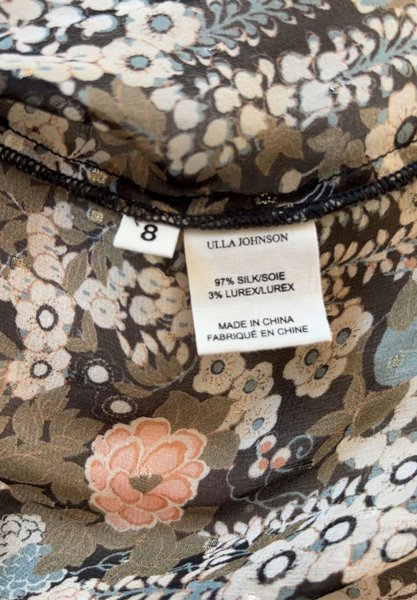 8
ULLA JOHNSON
97% SILK/SOIE
3% LUREX/LUREX
MADE IN CHINA
FABRIQUÉ EN CHINE